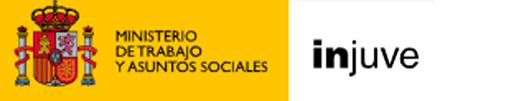 MINISTERIO
DE TRABAJO
Y ASUNTOS SOCIALES
injuve